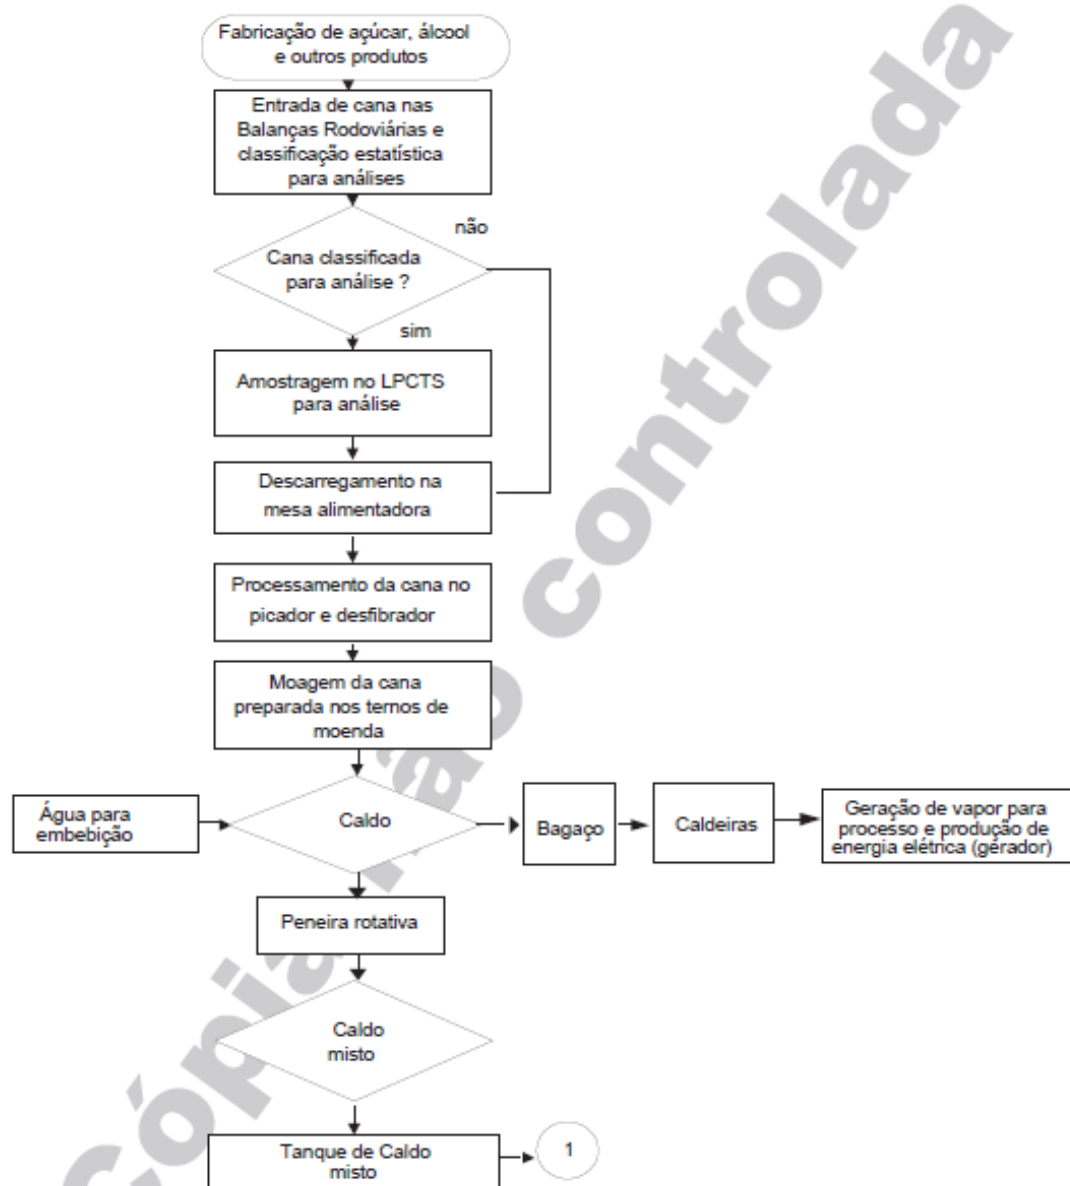 Fabricação de açúcar, álcool
e outros produtos
Entrada de cana nas
Balanças Rodoviárias e
classificação estatística
para análises
não
Cana classificada
para análise ?
sim
Amostragem no LPCTS
para análise
Descarregamento na
mesa alimentadora
Processamento da cana no
picador e desfibrador
Moagem da cana
preparada nos ternos de
moenda
Água para
embebição
Caldo
Bagaço
Caldeiras
Geração de vapor para
processo e produção de
energia elétrica (gerador)
Peneira rotativa
Caldo
misto
Tanque de Caldo
misto
1
Cópia não controlada